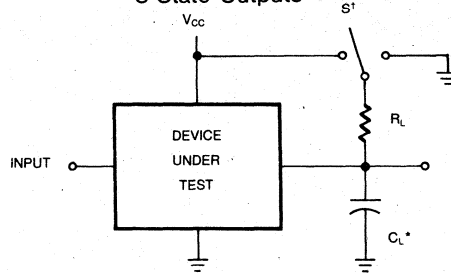 3-State Outputs
S†
VCC
RL
DEVICE
UNDER
TEST
INPUT
CL*